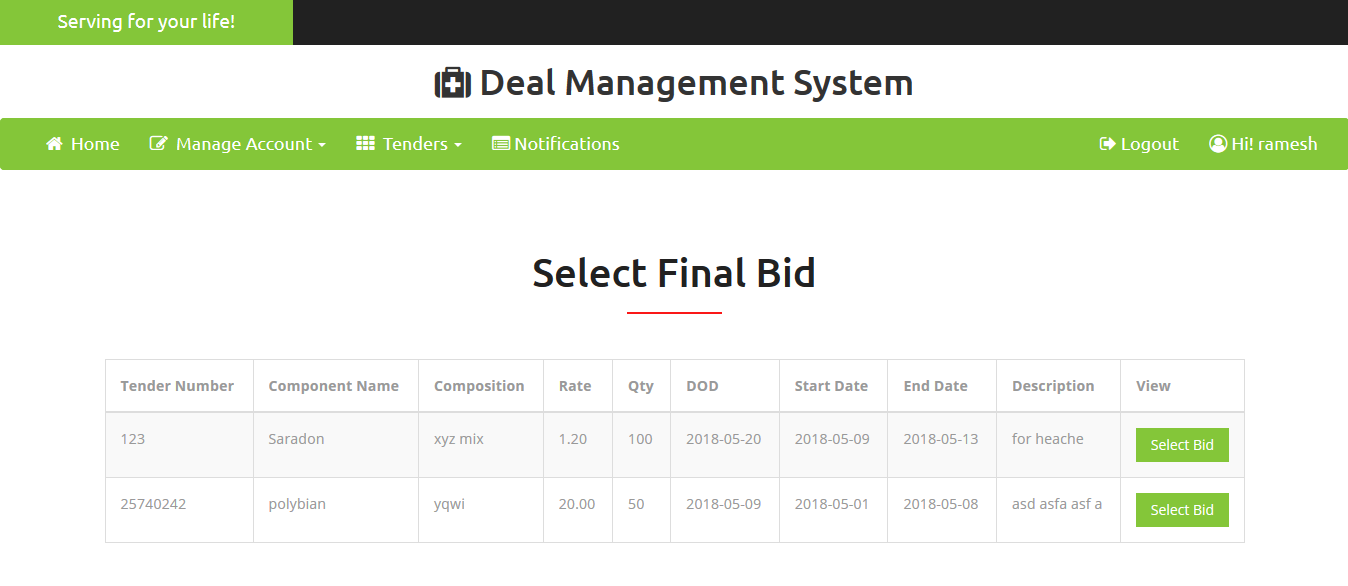 Serving for your life!
Deal Management System
Home Manage Account Tenders Notifications Logout Hi! ramesh
Select Final Bid
Tender Number Component Name Composition Rate Qty DOD Start Date End Date Description View
123 Saradon xyz mix 1.20 100 2018-05-20 2018-05-09 2018-05-13 for heache Select Bid
25740242 polybian yqwi 20.00 50 2018-05-09 2018-05-01 2018-05-08 asd asfa asf a Select Bid